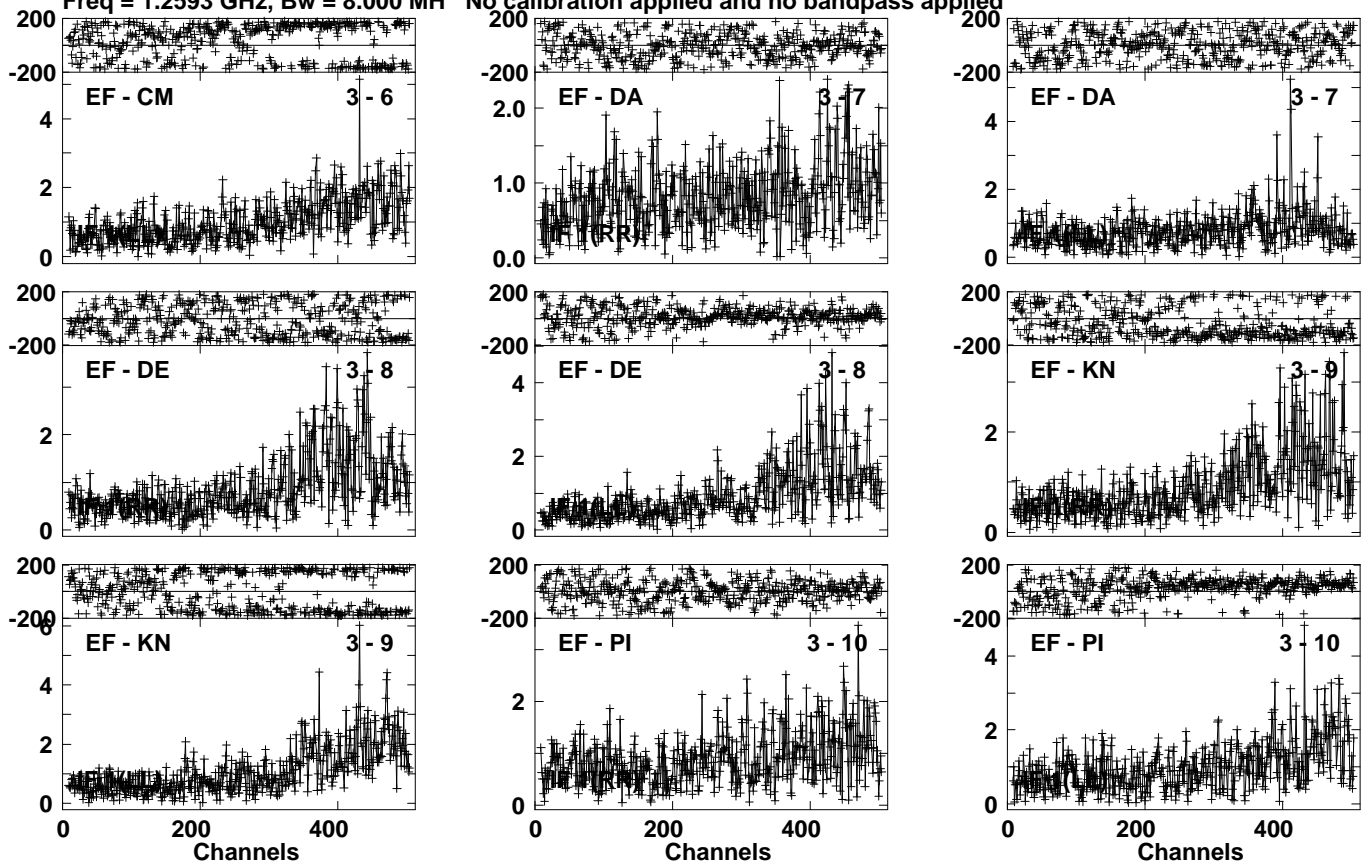 Freq = 1.2593 GHz, Bw = 8.000 MH No calibration applied and no bandpass applied
200 200 200
-200 -200 -200
EF - CM 3 - 6 EF - DA 3 - 7 EF - DA 3 - 7
4 2.0 4
2 1.0 2
IF 1(RR)
0 0.0 0
200 200 200
-200 -200 -200
EF - DE 3 - 8 EF - DE 3 - 8 EF - KN 3 - 9
4
2 2 2
0 0 0
200 200 200
-200 -200 -200
6
EF - KN 3 - 9 EF - PI 3 - 10 EF - PI 3 - 10
4 2 4
2 2
0 0 0
0 200 400 0 200 400 0 200 400
Channels Channels Channels